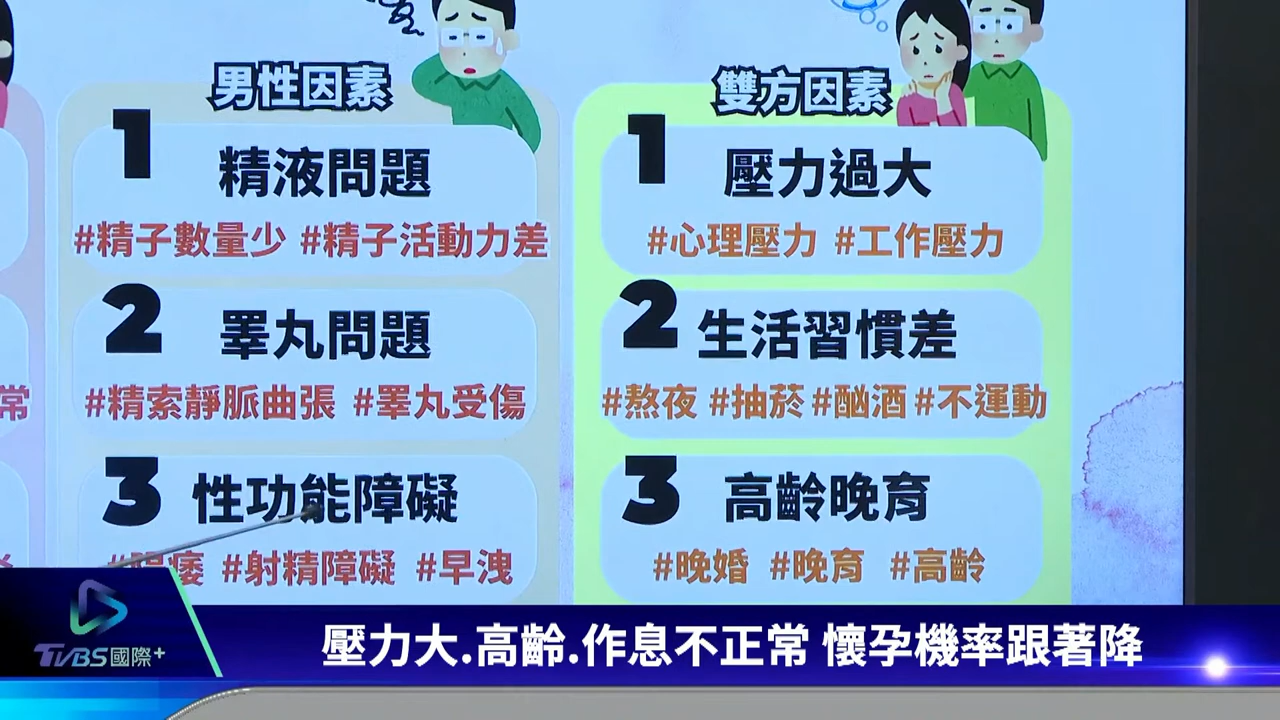 男性因素
1
精液問題
#精子數量少 #精子活動力差
2
睪丸問題
#精索靜脈曲張 #睪丸受傷
3
性功能障礙
#射精障礙 #早洩
雙方因素
1
壓力過大
#心理壓力 #工作壓力
2
生活習慣差
#熬夜 #抽菸 #酗酒 #不運動
3
高齡晚育
#晚婚 #晚育 #高齡
常
TVBS國際+
壓力大.高齡.作息不正常 懷孕機率跟著降